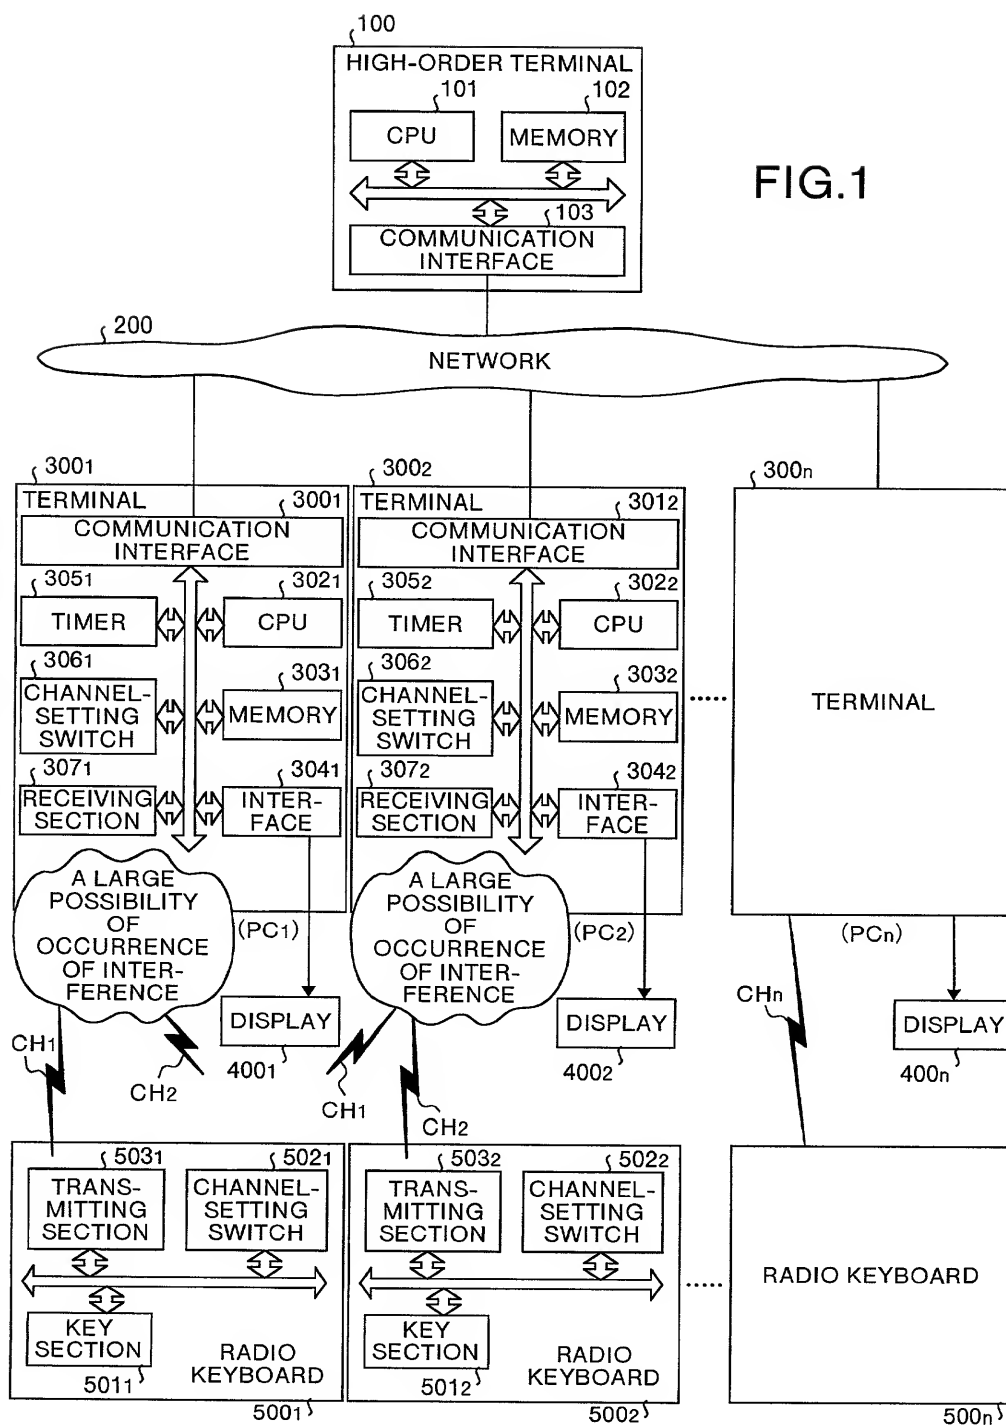 100
HIGH-ORDER TERMINAL
101
102
CPU
MEMORY
FIG.1
103
COMMUNICATION
INTERFACE
200
NETWORK
300₁
TERMINAL
300₁
COMMUNICATION
INTERFACE
305₁
302₁
TIMER
CPU
306₁
303₁
CHANNEL-
SETTING
SWITCH
MEMORY
307₁
304₁
RECEIVING
SECTION
INTER-
FACE
A LARGE
POSSIBILITY
OF
OCCURRENCE
OF INTER-
FERENCE
(PC₁)
DISPLAY
400₁
CH₁
CH₂
300₂
TERMINAL
301₂
COMMUNICATION
INTERFACE
305₂
302₂
TIMER
CPU
306₂
303₂
CHANNEL-
SETTING
SWITCH
MEMORY
307₂
304₂
RECEIVING
SECTION
INTER-
FACE
A LARGE
POSSIBILITY
OF
OCCURRENCE
OF INTER-
FERENCE
(PC₂)
DISPLAY
400₂
CH₁
CH₂
300n
TERMINAL
(PCn)
CHn
DISPLAY
400n
503₁
502₁
TRANS-
MITTING
SECTION
CHANNEL-
SETTING
SWITCH
KEY
SECTION
501₁
RADIO
KEYBOARD
500₁
503₂
502₂
TRANS-
MITTING
SECTION
CHANNEL-
SETTING
SWITCH
KEY
SECTION
501₂
RADIO
KEYBOARD
500₂
RADIO KEYBOARD
500n